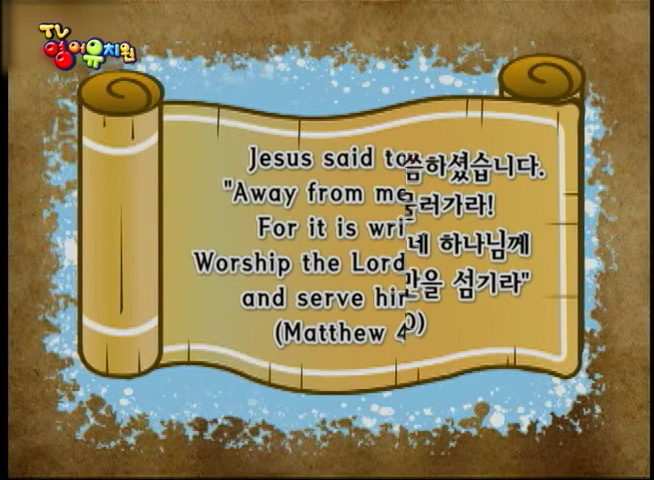 TV
영어유치원
Jesus said to
"Away from me
For it is wri
Worship the Lord
and serve
(Matthew 4
씀하셨습니다.
물러가라!
네 하나님께
만을 섬기라"
0)